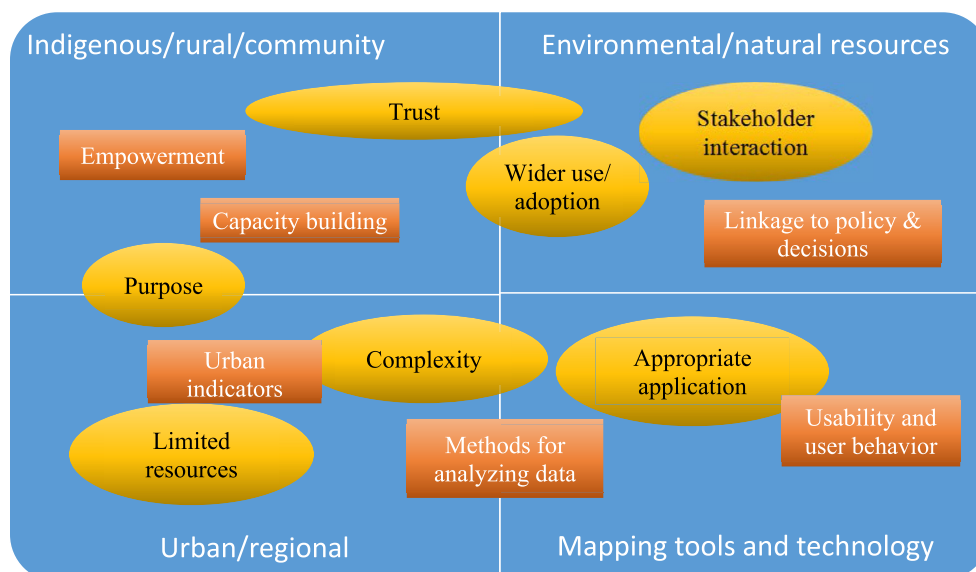 Indigenous/rural/community
Environmental/natural resources
Trust
Stakeholder
interaction
Empowerment
Wider use/
adoption
Capacity building
Linkage to policy &
decisions
Purpose
Urban
indicators
Complexity
Appropriate
application
Limited
resources
Methods for
analyzing data
Usability and
user behavior
Urban/regional
Mapping tools and technology